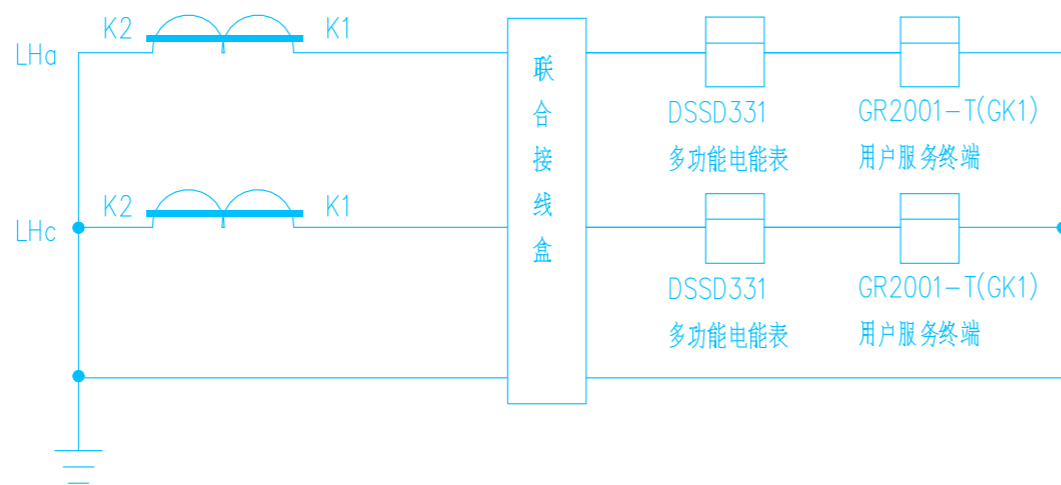 K2
K1
LHa
DSSD331
GR2001-T(GK1)
多功能电能表
用户服务终端
联合接线盒
K2
K1
LHc
DSSD331
GR2001-T(GK1)
多功能电能表
用户服务终端